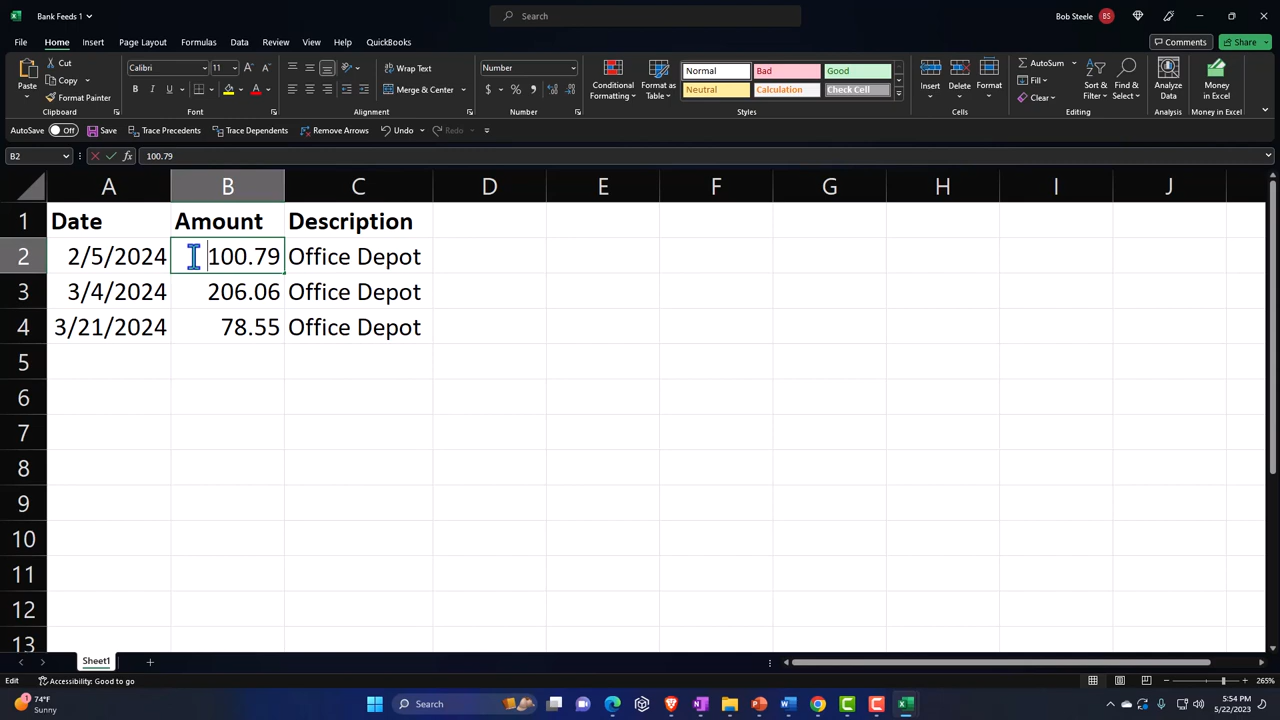 Bank Feeds 1
Search
Bob Steele BS
File Home Insert Page Layout Formulas Data Review View Help QuickBooks Comments Share
Paste Cut Copy Format Painter Clipboard
Calibri 11 A A B I U A Font
ab Wrap Text Merge & Center Alignment
Number $ % Number
Conditional Formatting Format as Table
Normal Bad Good
Neutral Calculation Check Cell
Styles
Insert Delete Format Cells
AutoSum Fill Clear Sort & Filter Find & Select Editing
Analyze Data Analysis
Money in Excel Money in Excel
AutoSave Off Save Trace Precedents Trace Dependents Remove Arrows Undo Redo
B2 fx 100.79
A B C D E F G H I J
1 Date Amount Description
2 2/5/2024 100.79 Office Depot
3 3/4/2024 206.06 Office Depot
4 3/21/2024 78.55 Office Depot
5
6
7
8
9
10
11
12
13
Sheet1
Edit Accessibility: Good to go 265%
74°F
Sunny
Search
5:54 PM
5/22/2023